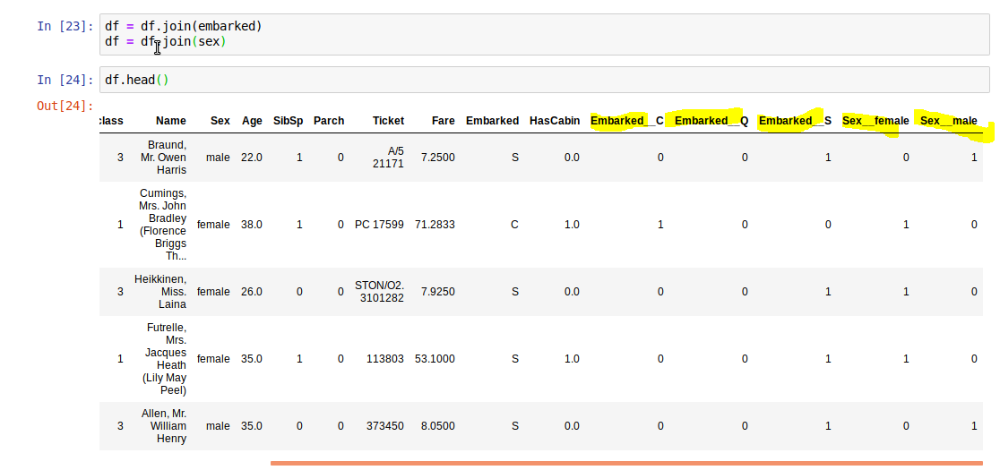 In [23]: df = df.join(embarked)
df = df.join(sex)
In [24]: df.head()
Out[24]:
class Name Sex Age SibSp Parch Ticket Fare Embarked HasCabin Embarked__C Embarked__Q Embarked__S Sex__female Sex__male
3 Braund, Mr. Owen Harris male 22.0 1 0 A/5 21171 7.2500 S 0.0 0 0 1 0 1
1 Cumings, Mrs. John Bradley (Florence Briggs Th... female 38.0 1 0 PC 17599 71.2833 C 1.0 1 0 0 1 0
3 Heikkinen, Miss. Laina female 26.0 0 0 STON/O2. 3101282 7.9250 S 0.0 0 0 1 1 0
1 Futrelle, Mrs. Jacques Heath (Lily May Peel) female 35.0 1 0 113803 53.1000 S 1.0 0 0 1 1 0
3 Allen, Mr. William Henry male 35.0 0 0 373450 8.0500 S 0.0 0 0 1 0 1